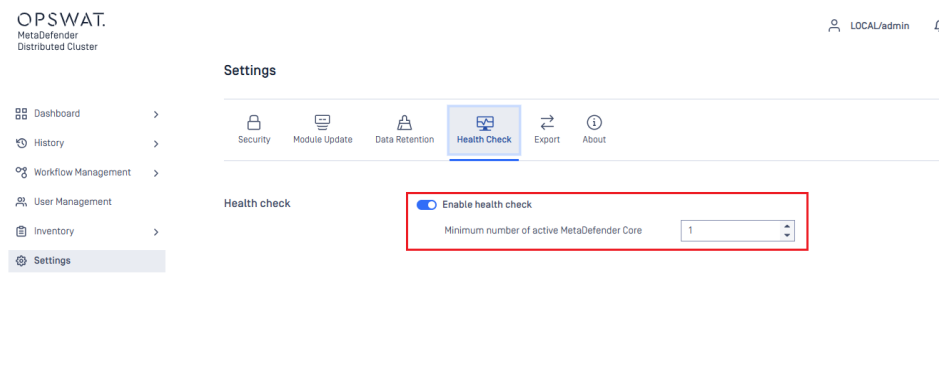 OPSWAT.
MetaDefender
Distributed Cluster
LOCAL/admin
Settings
Dashboard
History
Workflow Management
User Management
Inventory
Settings
Security
Module Update
Data Retention
Health Check
Export
About
Health check
Enable health check
Minimum number of active MetaDefender Core
1